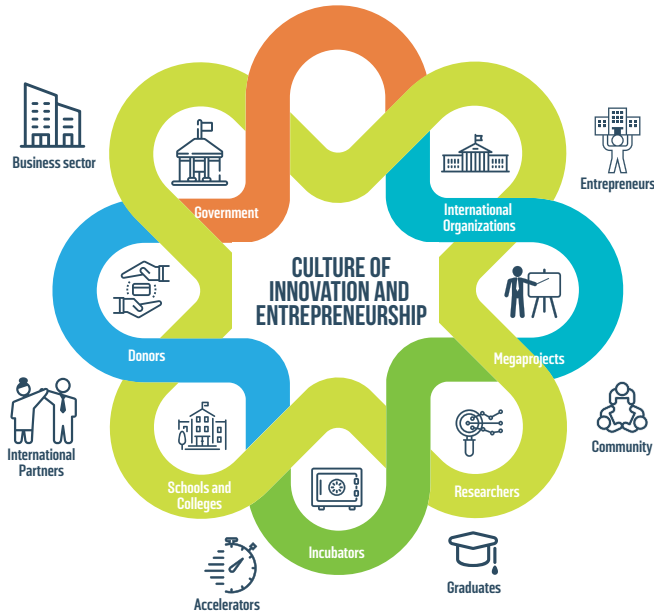 Business sector
Entrepreneurs
Government
International
Organizations
CULTURE OF
INNOVATION AND
ENTREPRENEURSHIP
Donors
Megaprojects
International
Partners
Community
Schools and
Colleges
Researchers
Incubators
Graduates
Accelerators